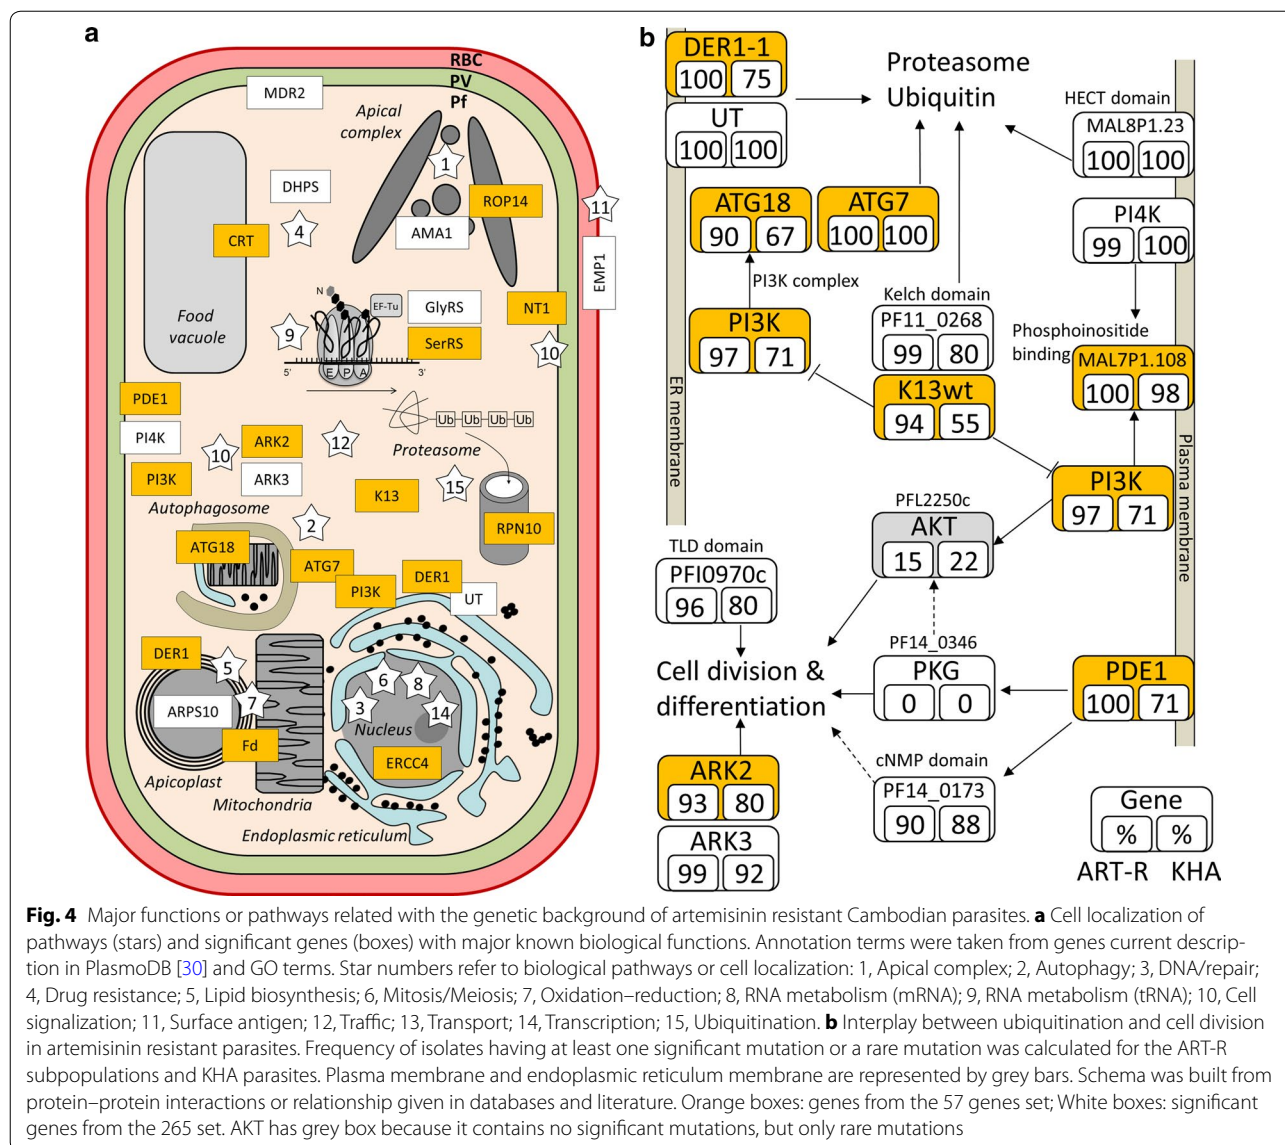 a
RBC
PV
Pf
MDR2
Apical
complex
1
DHPS
ROP14
11
4
CRT
AMA1
EMP1
N
EF-Tu
GlyRS
NT1
Food
vacuole
9
SerRS
10
E P A
5'
3'
PDE1
Ub Ub Ub Ub
PI4K
10
ARK2
12
Proteasome
PI3K
ARK3
K13
15
Autophagosome
2
RPN10
ATG18
ATG7
DER1
PI3K
UT
DER1
5
6
8
7
3
14
ARPS10
Nucleus
Fd
ERCC4
Apicoplast
Mitochondria
Endoplasmic reticulum
b
DER1-1
100 75
Proteasome
Ubiquitin
UT
100 100
HECT domain
MAL8P1.23
100 100
ATG18
90 67
ATG7
100 100
PI4K
99 100
PI3K complex
Kelch domain
PF11_0268
99 80
PI3K
97 71
Phosphoinositide
binding
MAL7P1.108
100 98
K13wt
94 55
ER membrane
Plasma membrane
PI3K
97 71
PFL2250c
AKT
15 22
TLD domain
PFI0970c
96 80
PF14_0346
PKG
0 0
Cell division &
differentiation
PDE1
100 71
ARK2
93 80
cNMP domain
PF14_0173
90 88
ARK3
99 92
Gene
% %
ART-R KHA
Fig. 4 Major functions or pathways related with the genetic background of artemisinin resistant Cambodian parasites. a Cell localization of
pathways (stars) and significant genes (boxes) with major known biological functions. Annotation terms were taken from genes current descrip-
tion in PlasmoDB [30] and GO terms. Star numbers refer to biological pathways or cell localization: 1, Apical complex; 2, Autophagy; 3, DNA/repair;
4, Drug resistance; 5, Lipid biosynthesis; 6, Mitosis/Meiosis; 7, Oxidation–reduction; 8, RNA metabolism (mRNA); 9, RNA metabolism (tRNA); 10, Cell
signalization; 11, Surface antigen; 12, Traffic; 13, Transport; 14, Transcription; 15, Ubiquitination. b Interplay between ubiquitination and cell division
in artemisinin resistant parasites. Frequency of isolates having at least one significant mutation or a rare mutation was calculated for the ART-R
subpopulations and KHA parasites. Plasma membrane and endoplasmic reticulum membrane are represented by grey bars. Schema was built from
protein–protein interactions or relationship given in databases and literature. Orange boxes: genes from the 57 genes set; White boxes: significant
genes from the 265 set. AKT has grey box because it contains no significant mutations, but only rare mutations